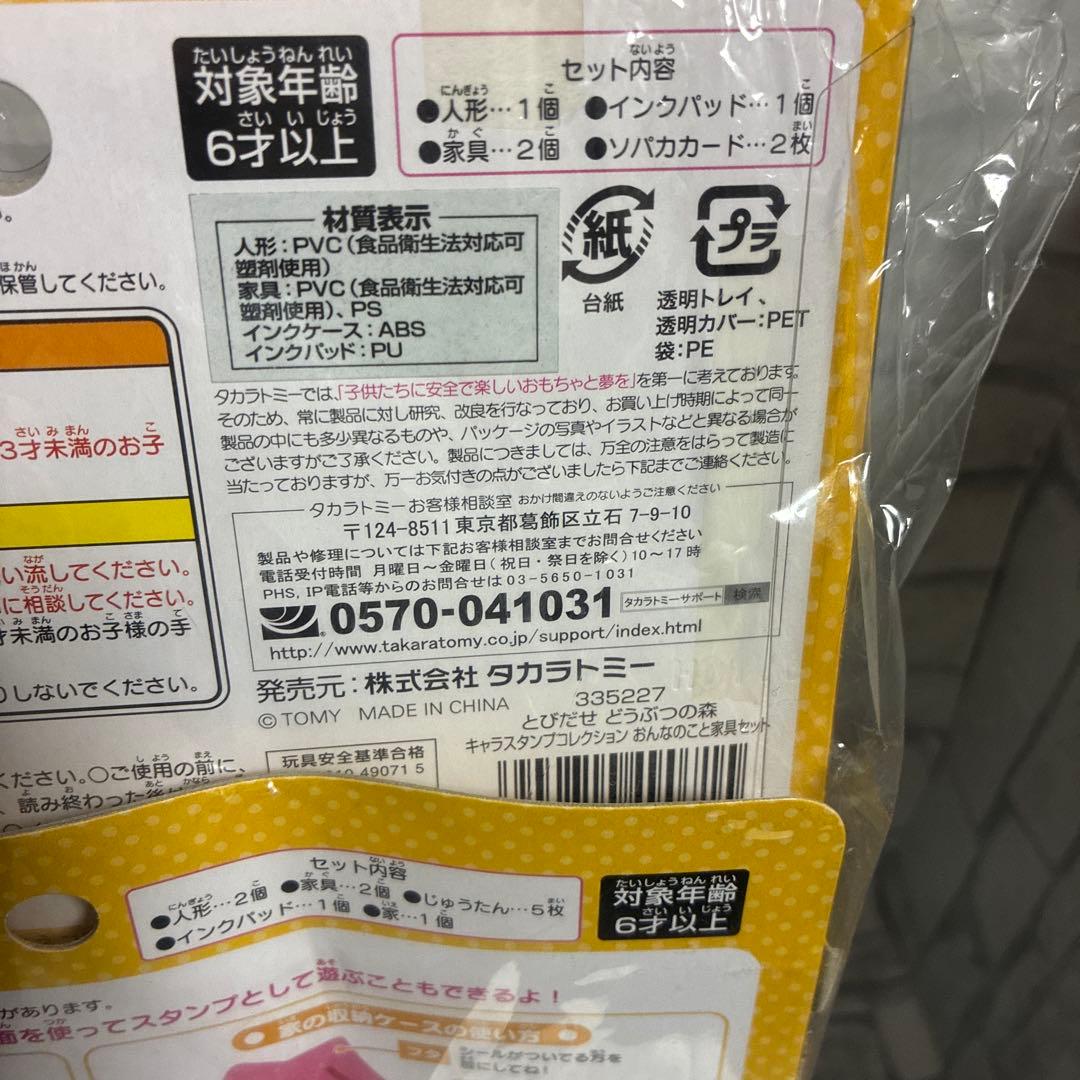 対象年齢
たいしょうねんれい
6才以上
さいいじょう
セット内容
ないよう
●人形…1個 ●インクパッド…1個
●家具…2個 ●ソパカカード…2枚
材質表示
人形：PVC（食品衛生法対応可
塑剤使用）
家具：PVC（食品衛生法対応可
塑剤使用）、PS
インクケース：ABS
インクパッド：PU
紙
台紙
プラ
透明トレイ、
透明カバー：PET
袋：PE
保管してください。
3才未満のお子
い流してください。
に相談してください。
才未満のお子様の手
りしないでください。
タカラトミーでは、「子供たちに安全で楽しいおもちゃと夢を」を第一に考えております。
そのため、常に製品に対し研究、改良を行なっており、お買い上げ時期によって同一
製品の中にも多少異なるものや、パッケージの写真やイラストなどと異なる場合が
ございますがご了承ください。製品につきましては、万全の注意をはらって製造に
当たっておりますが、万一お気付きの点がございましたら下記までご連絡ください。
タカラトミーお客様相談室 おかけ間違えのないようご注意ください
〒124-8511 東京都葛飾区立石 7-9-10
製品や修理については下記お客様相談室までお問合せください
電話受付時間 月曜日～金曜日（祝日・祭日を除く）10～17時
PHS, IP電話等からのお問合せは 03-5650-1031
0570-041031 タカラトミーサポート 検索
http://www.takaratomy.co.jp/support/index.html
発売元：株式会社 タカラトミー
©TOMY MADE IN CHINA
335227
とびだせ どうぶつの森
キャラスタンプコレクション おんなのこと家具セット
玩具安全基準合格
49071 5
ください。○ご使用の前に、
読み終わった後
セット内容
●人形…2個 ●家具…2個 ●じゅうたん…5枚
●インクパッド…1個 ●家…1個
対象年齢
たいしょうねんれい
6才以上
さいいじょう
があります。
面を使ってスタンプとして遊ぶこともできるよ！
家の収納ケースの使い方
フタ
シールがついてる方を